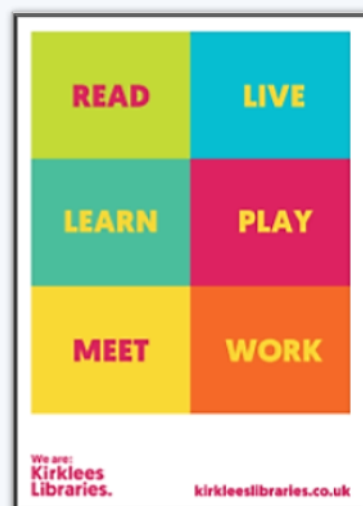 READ LIVE
LEARN PLAY
MEET WORK
We are:
Kirklees
Libraries.
kirkleeslibraries.co.uk